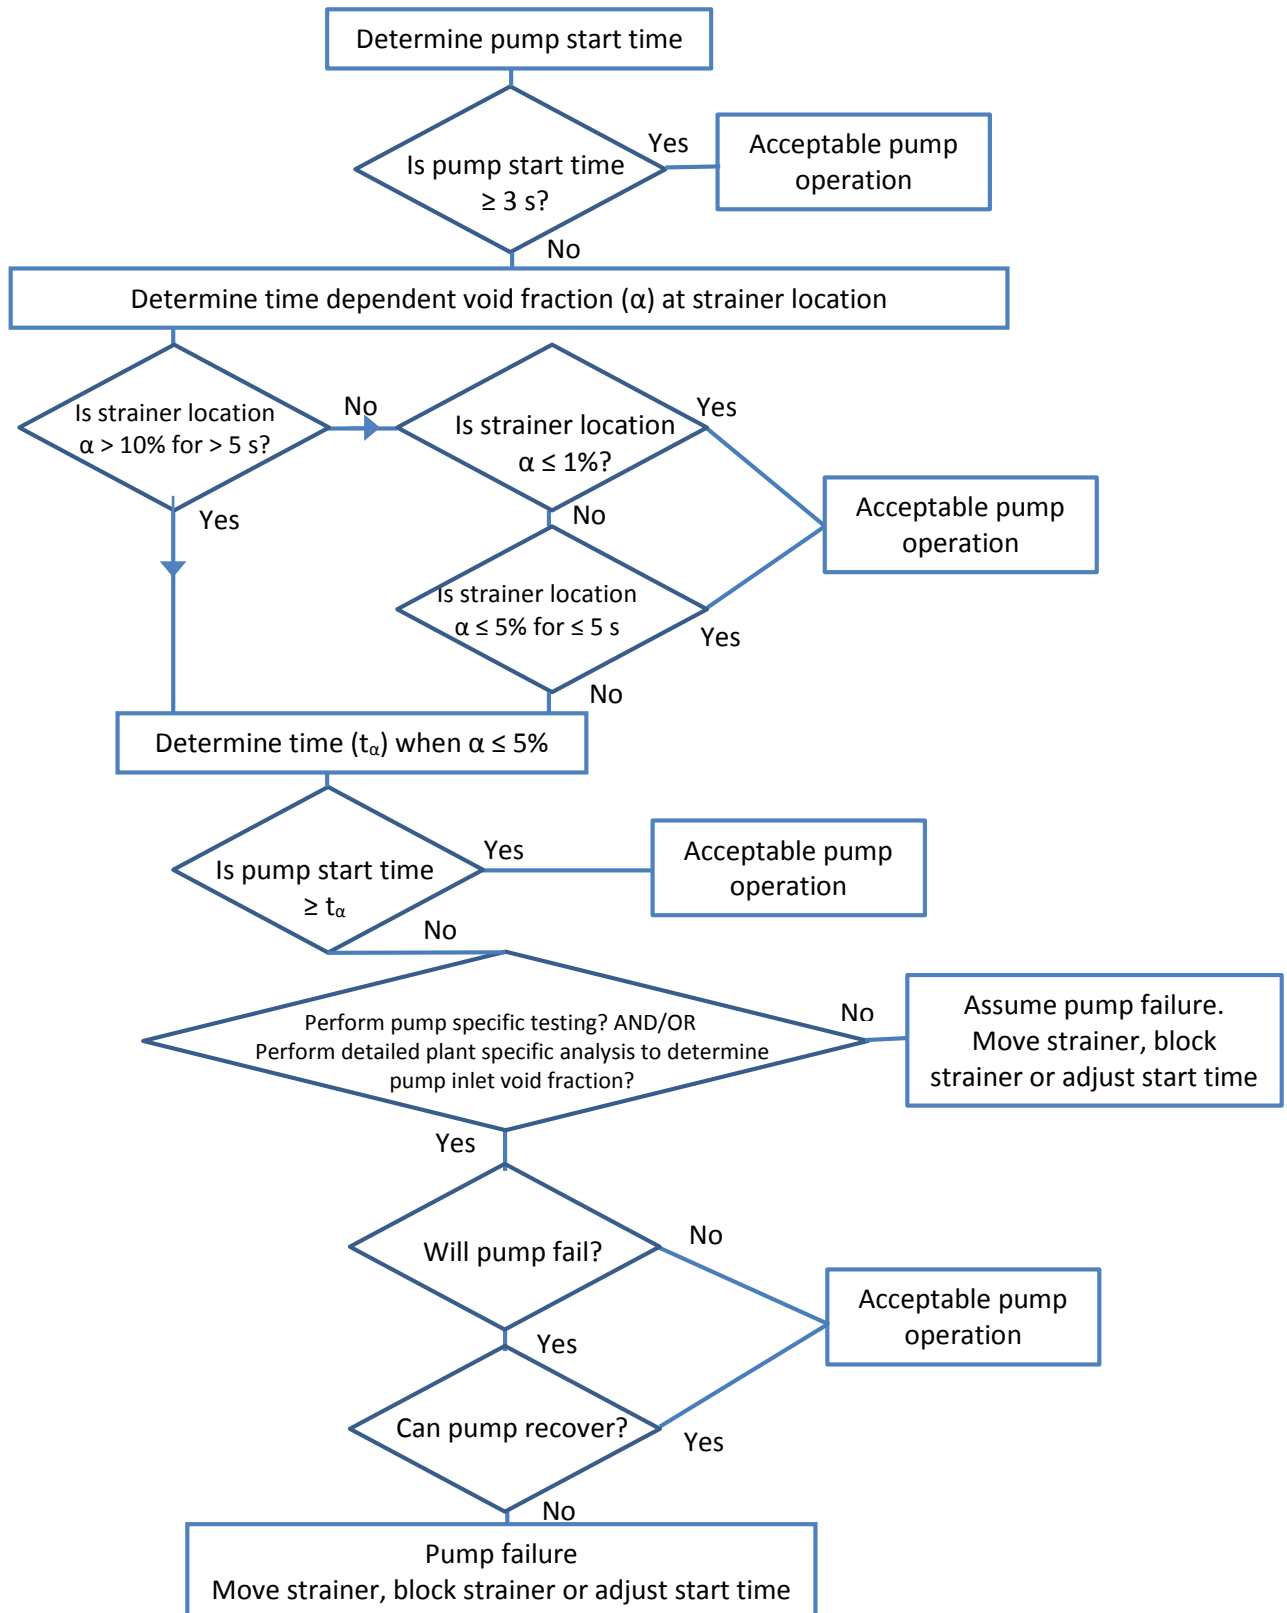 Determine pump start time
Is pump start time
≥ 3 s?
Yes
Acceptable pump
operation
No
Determine time dependent void fraction (α) at strainer location
Is strainer location
α > 10% for > 5 s?
No
Yes
Is strainer location
α ≤ 1%?
Yes
No
Acceptable pump
operation
Is strainer location
α ≤ 5% for ≤ 5 s
Yes
No
Determine time (tα) when α ≤ 5%
Is pump start time
≥ tα
Yes
Acceptable pump
operation
No
Perform pump specific testing? AND/OR
Perform detailed plant specific analysis to determine
pump inlet void fraction?
No
Assume pump failure.
Move strainer, block
strainer or adjust start time
Yes
Will pump fail?
No
Acceptable pump
operation
Yes
Can pump recover?
Yes
No
Pump failure
Move strainer, block strainer or adjust start time